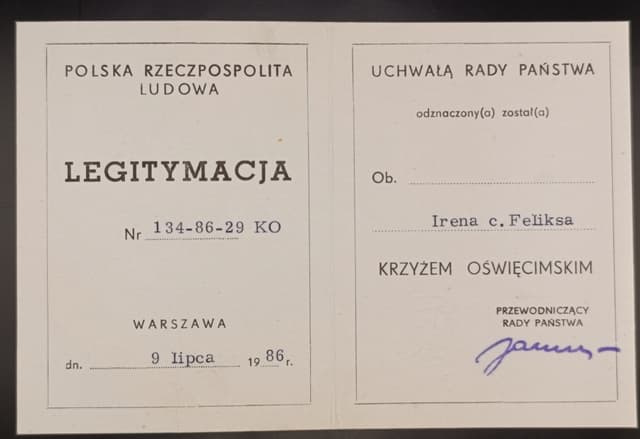 POLSKA RZECZPOSPOLITA
LUDOWA
LEGITYMACJA
Nr 134-86-29 KO
WARSZAWA
dn. 9 lipca 1986 r.
UCHWAŁĄ RADY PAŃSTWA
odznaczony(a) został(a)
Ob.
Irena c. Feliksa
KRZYŻEM OŚWIĘCIMSKIM
PRZEWODNICZĄCY
RADY PAŃSTWA